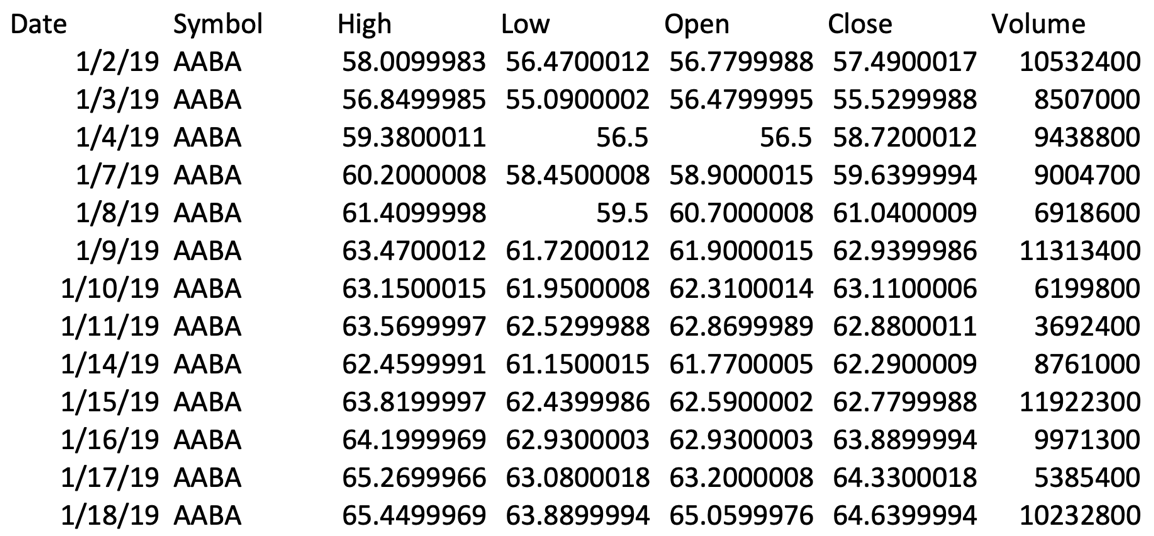 Date Symbol High Low Open Close Volume
1/2/19 AABA 58.0099983 56.4700012 56.7799988 57.4900017 10532400
1/3/19 AABA 56.8499985 55.0900002 56.4799995 55.5299988 8507000
1/4/19 AABA 59.3800011 56.5 56.5 58.7200012 9438800
1/7/19 AABA 60.2000008 58.4500008 58.9000015 59.6399994 9004700
1/8/19 AABA 61.4099998 59.5 60.7000008 61.0400009 6918600
1/9/19 AABA 63.4700012 61.7200012 61.9000015 62.9399986 11313400
1/10/19 AABA 63.1500015 61.9500008 62.3100014 63.1100006 6199800
1/11/19 AABA 63.5699997 62.5299988 62.8699989 62.8800011 3692400
1/14/19 AABA 62.4599991 61.1500015 61.7700005 62.2900009 8761000
1/15/19 AABA 63.8199997 62.4399986 62.5900002 62.7799988 11922300
1/16/19 AABA 64.1999969 62.9300003 62.9300003 63.8899994 9971300
1/17/19 AABA 65.2699966 63.0800018 63.2000008 64.3300018 5385400
1/18/19 AABA 65.4499969 63.8899994 65.0599976 64.6399994 10232800